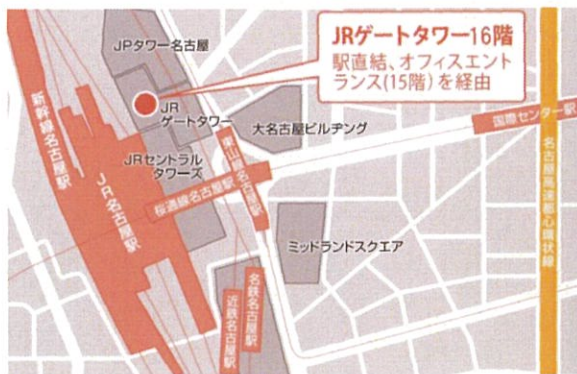 JPタワー名古屋
JRゲートタワー16階
駅直結、オフィスエント
ランス(15階)を経由
新幹線名古屋駅
JR
ゲートタワー
大名古屋ビルヂング
国際センター駅
名古屋高速都心環状線
JRセントラル
タワーズ
東山線名古屋駅
JR名古屋駅
桜通線名古屋駅
ミッドランドスクエア
名鉄名古屋駅
近鉄名古屋駅